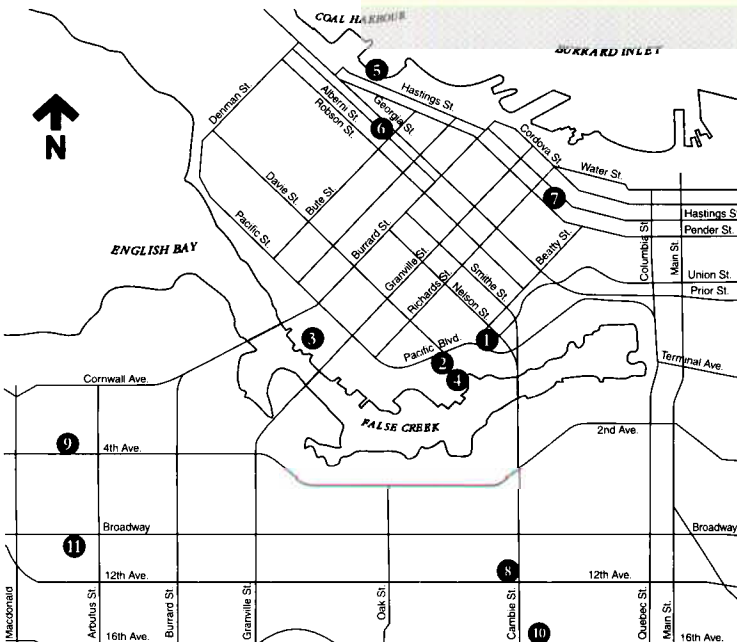 COAL HARBOUR
BURRARD INLET
5
Hastings St.
Denman St
Alberni St.
Georgia St.
Robson St.
6
Cordova St.
Water St.
N
Davie St.
Bute St.
7
Hastings St
Pender St.
Pacific St.
Burrard St.
Beatty St.
Columbia St.
Main St.
ENGLISH BAY
Granville St.
Smithe St.
Union St.
Richards St.
Nelson St.
Prior St.
3
1
Pacific Blvd.
2
Terminal Ave.
4
Cornwall Ave.
FALSE CREEK
2nd Ave.
9
4th Ave.
Broadway
Broadway
11
8
12th Ave.
12th Ave.
Macdonald
Arbutus St.
Burrard St.
Granville St.
Oak St.
Cambie St.
Quebec St.
Main St.
10
16th Ave.
16th Ave.